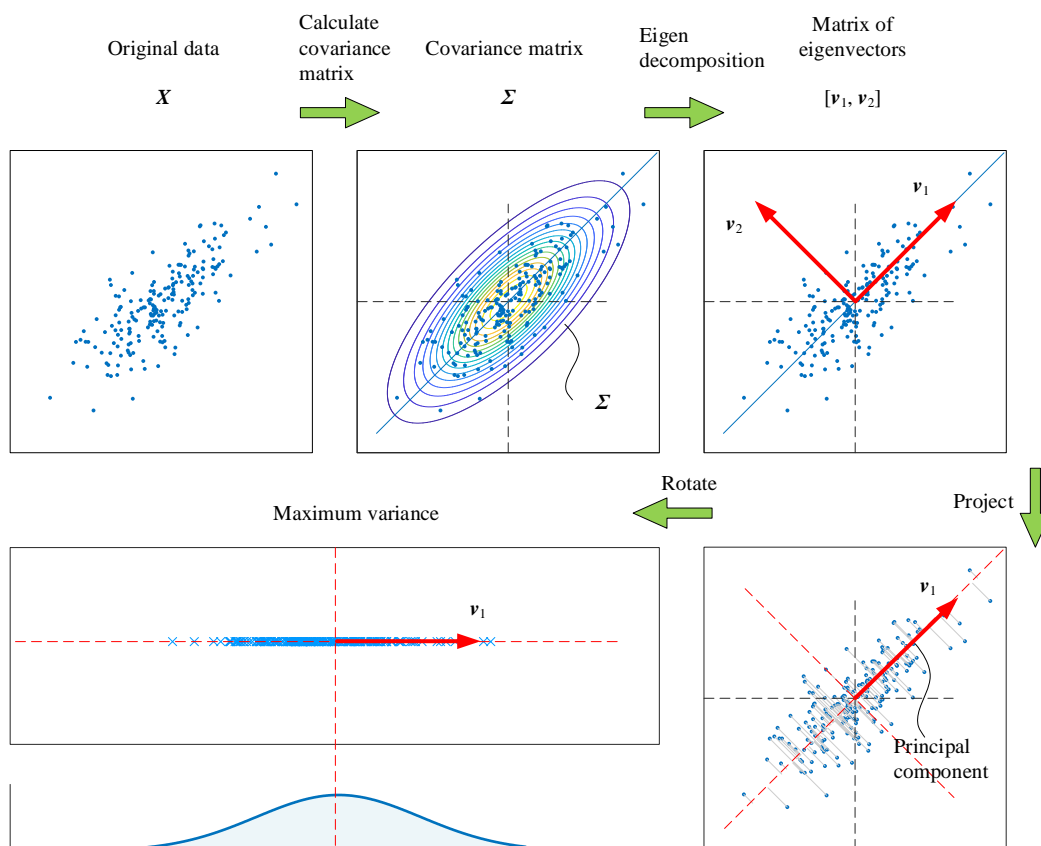 Original data
X
Calculate
covariance
matrix
Covariance matrix
Σ
Eigen
decomposition
Matrix of
eigenvectors
[v₁, v₂]
Σ
v₁
v₂
Project
Rotate
Maximum variance
v₁
v₁
Principal
component